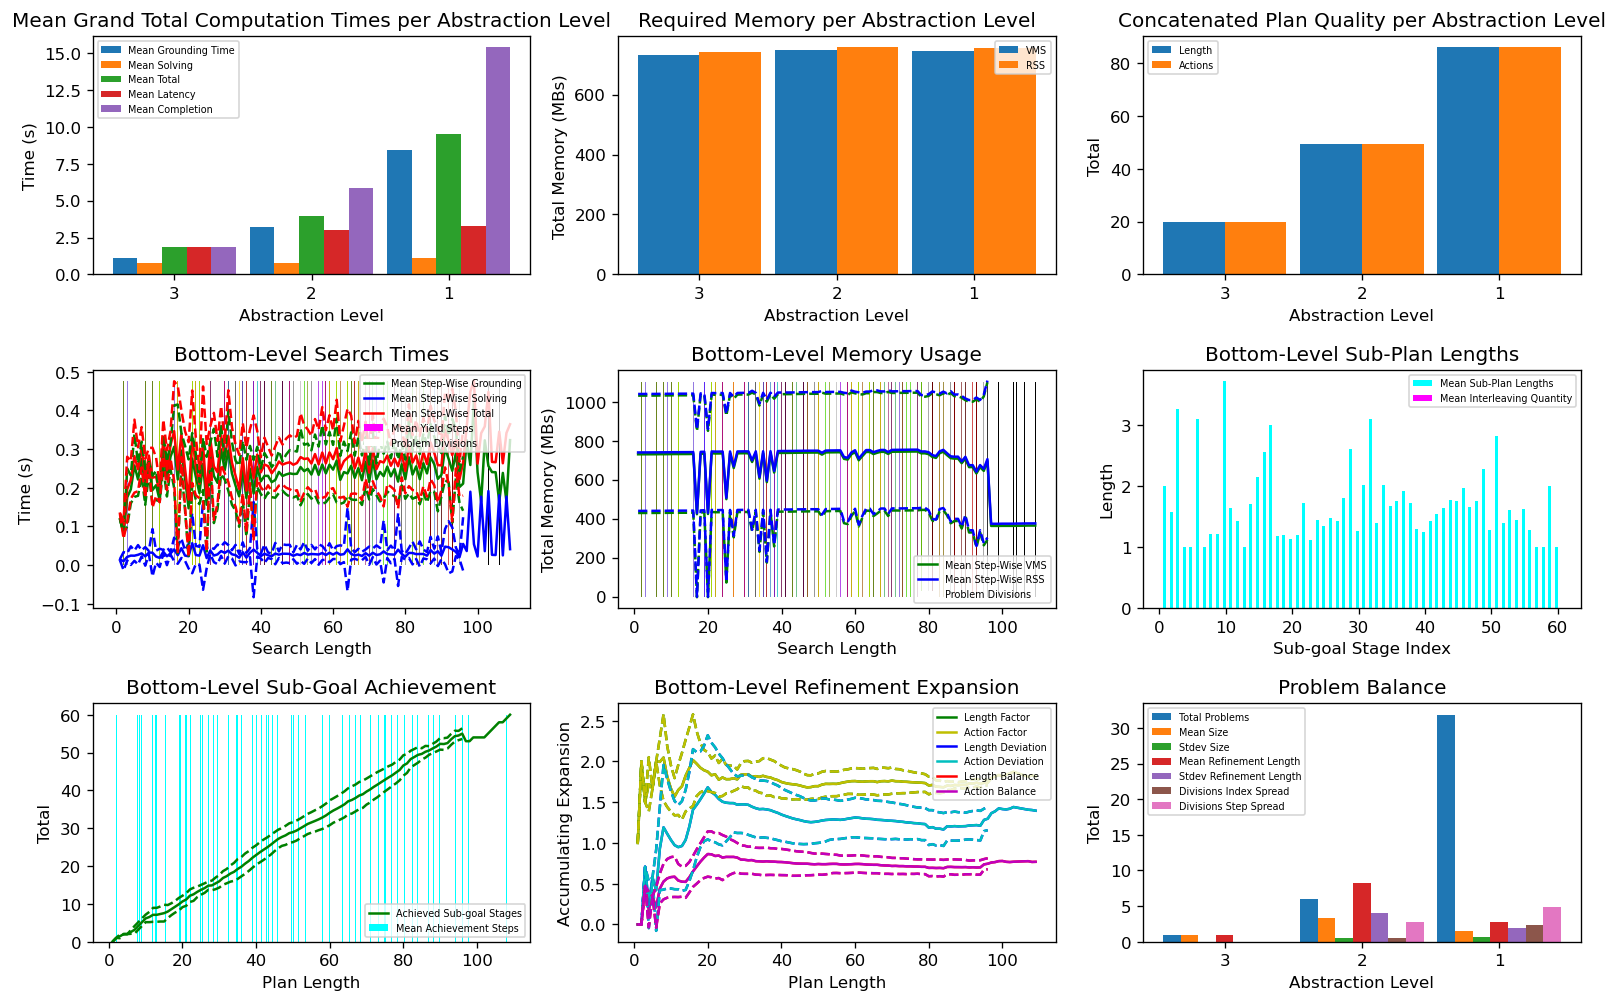 Mean Grand Total Computation Times per Abstraction Level
Time (s)
15.0
12.5
10.0
7.5
5.0
2.5
0.0
Mean Grounding Time
Mean Solving
Mean Total
Mean Latency
Mean Completion
3 2 1
Abstraction Level
Required Memory per Abstraction Level
Total Memory (MBs)
600
400
200
0
VMS
RSS
3 2 1
Abstraction Level
Concatenated Plan Quality per Abstraction Level
Total
80
60
40
20
0
Length
Actions
3 2 1
Abstraction Level
Bottom-Level Search Times
Time (s)
0.5
0.4
0.3
0.2
0.1
0.0
−0.1
Mean Step-Wise Grounding
Mean Step-Wise Solving
Mean Step-Wise Total
Mean Yield Steps
Problem Divisions
0 20 40 60 80 100
Search Length
Bottom-Level Memory Usage
Total Memory (MBs)
1000
800
600
400
200
0
Mean Step-Wise VMS
Mean Step-Wise RSS
Problem Divisions
0 20 40 60 80 100
Search Length
Bottom-Level Sub-Plan Lengths
Length
3
2
1
0
Mean Sub-Plan Lengths
Mean Interleaving Quantity
0 10 20 30 40 50 60
Sub-goal Stage Index
Bottom-Level Sub-Goal Achievement
Total
60
50
40
30
20
10
0
Achieved Sub-goal Stages
Mean Achievement Steps
0 20 40 60 80 100
Plan Length
Bottom-Level Refinement Expansion
Accumulating Expansion
2.5
2.0
1.5
1.0
0.5
0.0
Length Factor
Action Factor
Length Deviation
Action Deviation
Length Balance
Action Balance
0 20 40 60 80 100
Plan Length
Problem Balance
Total
30
25
20
15
10
5
0
Total Problems
Mean Size
Stdev Size
Mean Refinement Length
Stdev Refinement Length
Divisions Index Spread
Divisions Step Spread
3 2 1
Abstraction Level